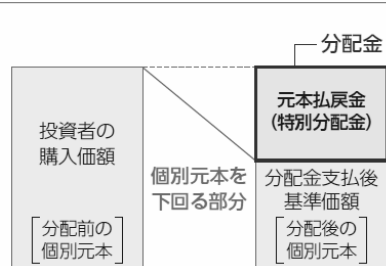 分配金
投資者の
購入価額
分配前の
個別元本
個別元本を
下回る部分
元本払戻金
(特別分配金)
分配金支払後
基準価額
分配後の
個別元本